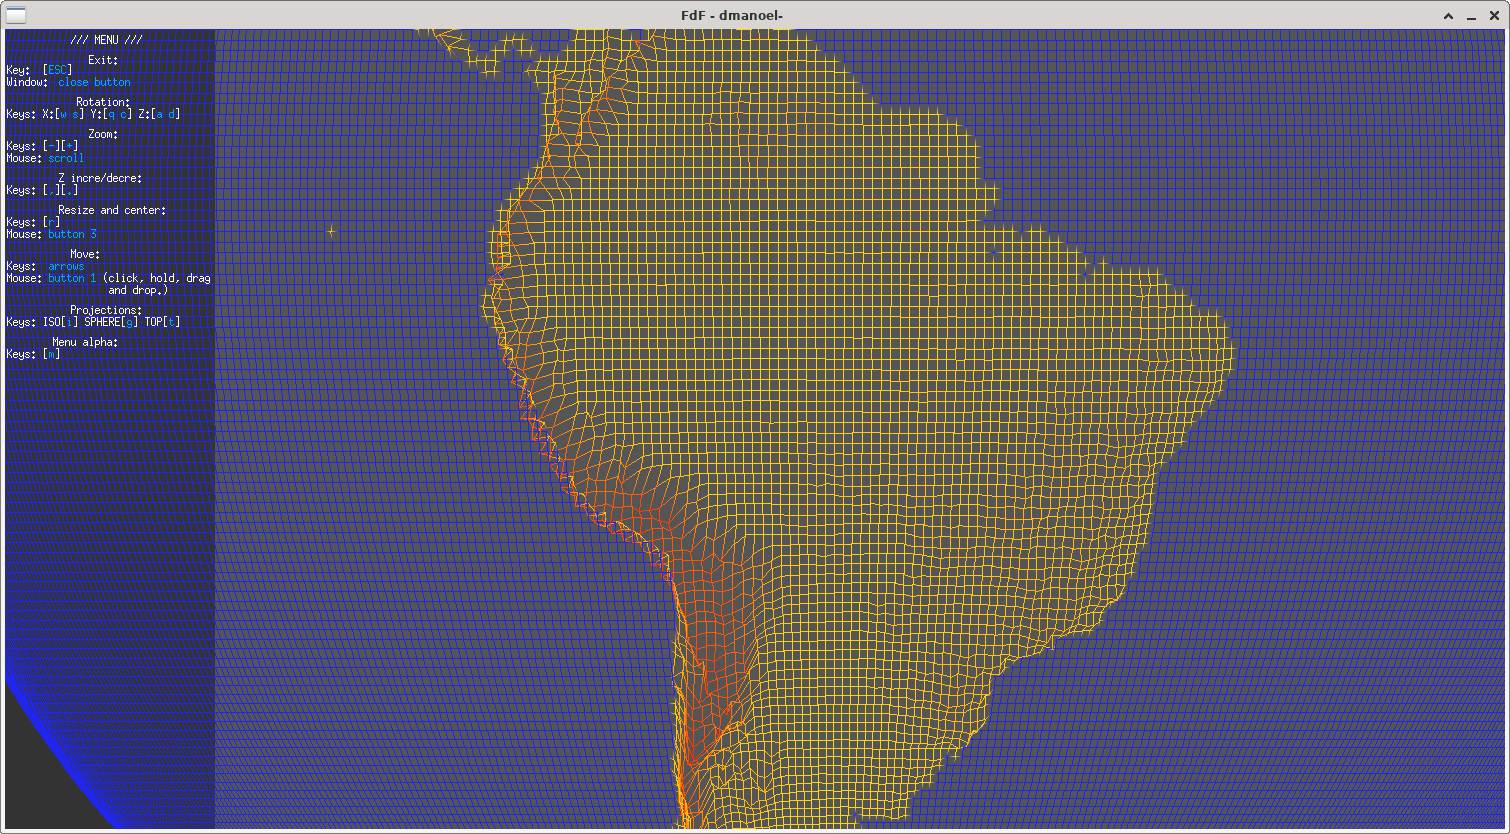 FdF - dmanoel-
/// MENU ///
Exit:
Key: [ESC]
Window: close button
Rotation:
Keys: X:[w s] Y:[q c] Z:[a d]
Zoom:
Keys: [-][+]
Mouse: scroll
Z incre/decre:
Keys: [,][.]
Resize and center:
Keys: [r]
Mouse: button 3
Move:
Keys: arrows
Mouse: button 1 (click, hold, drag
and drop.)
Projections:
Keys: ISO[i] SPHERE[g] TOP[t]
Menu alpha:
Keys: [m]